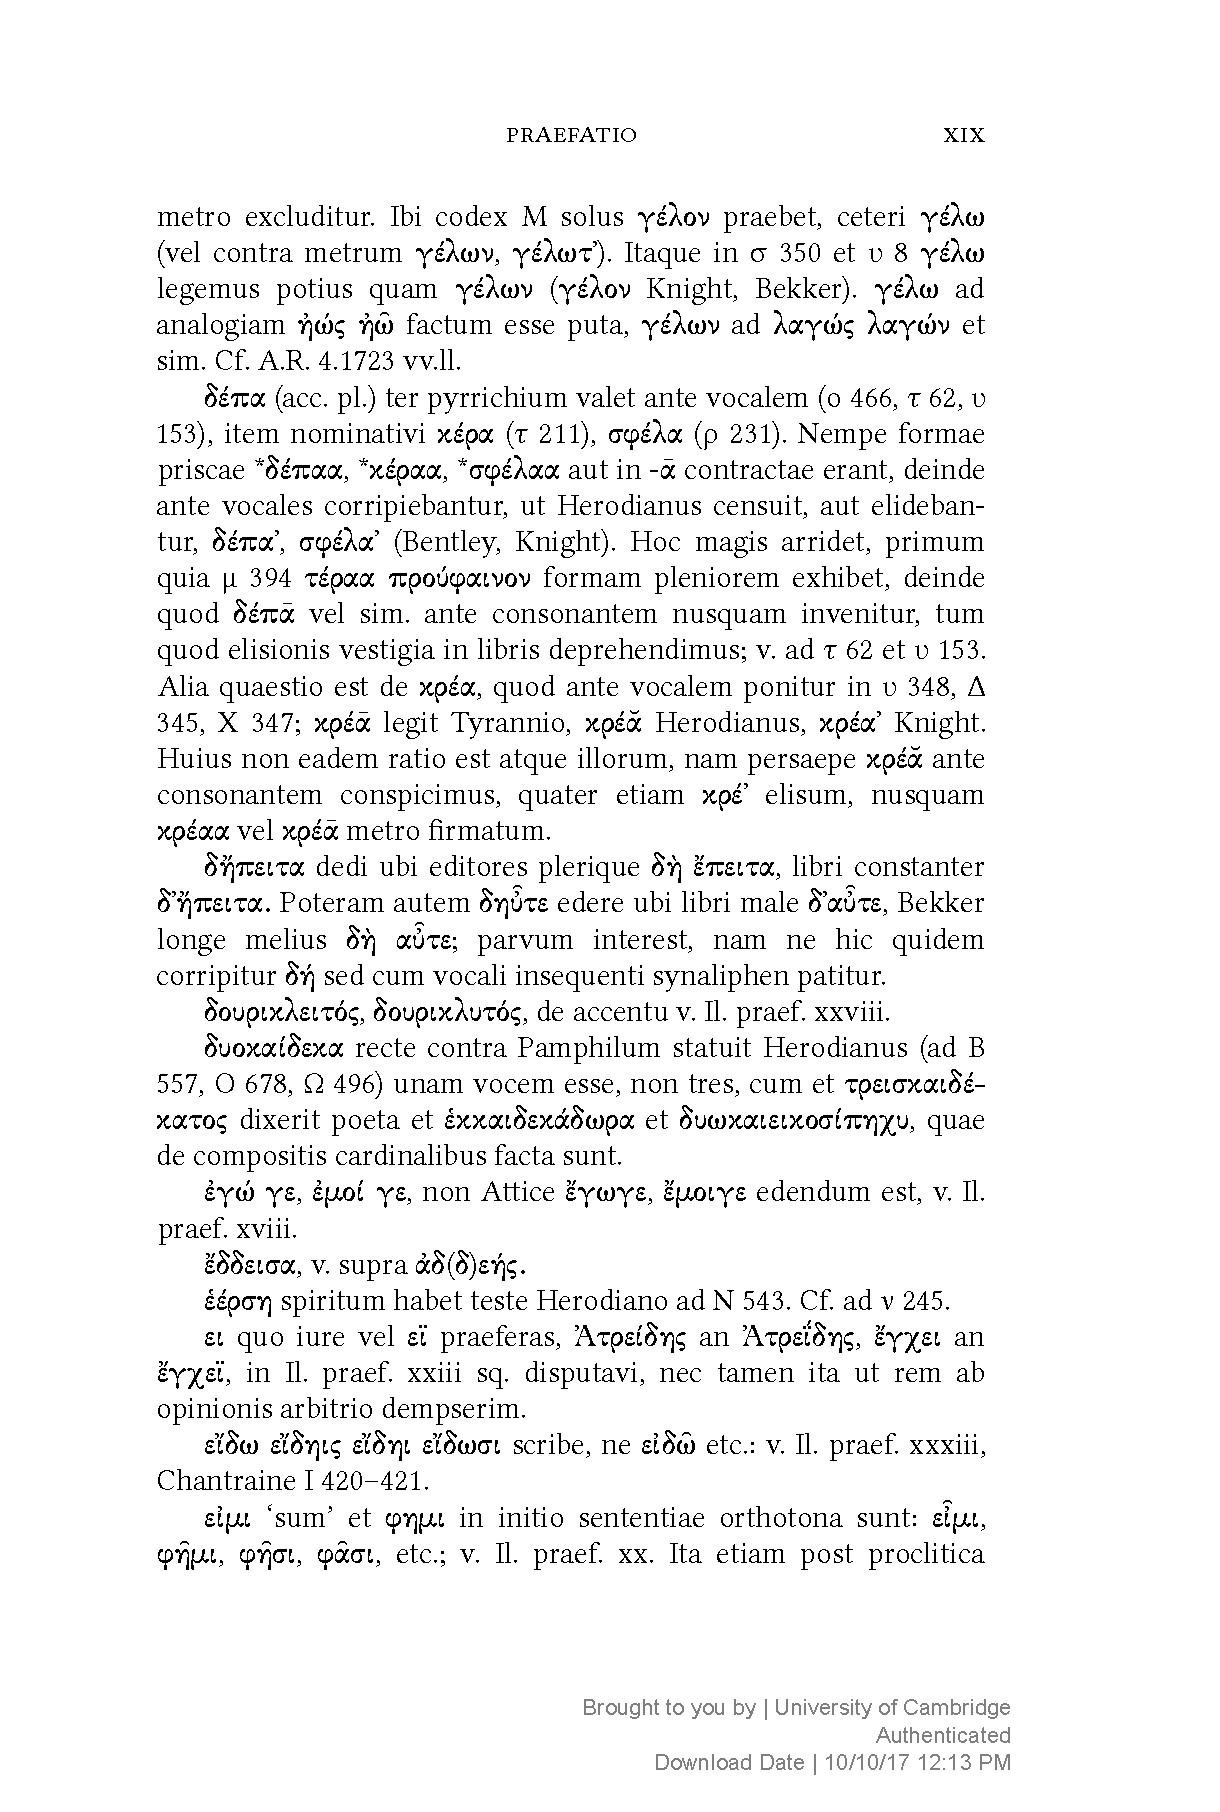 PRAEFATIO XIX
metro excluditur. Ibi codex M solus γέλον praebet, ceteri γέλω
(vel contra metrum γέλων, γέλωτ’). Itaque in σ 350 et υ 8 γέλω
legemus potius quam γέλων (γέλον Knight, Bekker). γέλω ad
analogiam ἠώς ἠῶ factum esse puta, γέλων ad λαγώς λαγών et
sim. Cf. A.R. 4.1723 vv.ll.
δέπα (acc. pl.) ter pyrrichium valet ante vocalem (ο 466, τ 62, υ
153), item nominativi κέρα (τ 211), σφέλα (ρ 231). Nempe formae
priscae *δέπαα, *κέραα, *σφέλαα aut in -ᾱ contractae erant, deinde
ante vocales corripiebantur, ut Herodianus censuit, aut elideban-
tur, δέπα’, σφέλα’ (Bentley, Knight). Hoc magis arridet, primum
quia μ 394 τέραα προύφαινον formam pleniorem exhibet, deinde
quod δέπᾱ vel sim. ante consonantem nusquam invenitur, tum
quod elisionis vestigia in libris deprehendimus; v. ad τ 62 et υ 153.
Alia quaestio est de κρέα, quod ante vocalem ponitur in υ 348, Δ
345, Χ 347; κρέᾱ legit Tyrannio, κρέᾰ Herodianus, κρέα’ Knight.
Huius non eadem ratio est atque illorum, nam persaepe κρέᾰ ante
consonantem conspicimus, quater etiam κρέ’ elisum, nusquam
κρέαα vel κρέᾱ metro firmatum.
δἤπειτα dedi ubi editores plerique δὴ ἔπειτα, libri constanter
δ’ἤπειτα. Poteram autem δηὖτε edere ubi libri male δ’αὖτε, Bekker
longe melius δὴ αὖτε; parvum interest, nam ne hic quidem
corripitur δή sed cum vocali insequenti synaliphen patitur.
δουρικλειτός, δουρικλυτός, de accentu v. Il. praef. xxviii.
δυοκαίδεκα recte contra Pamphilum statuit Herodianus (ad Β
557, Ο 678, Ω 496) unam vocem esse, non tres, cum et τρεισκαιδέ-
κατος dixerit poeta et ἑκκαιδεκάδωρα et δυωκαιεικοσίπηχυ, quae
de compositis cardinalibus facta sunt.
ἐγώ γε, ἐμοί γε, non Attice ἔγωγε, ἔμοιγε edendum est, v. Il.
praef. xviii.
ἔδδεισα, v. supra ἀδ(δ)εής.
ἑέρση spiritum habet teste Herodiano ad Ν 543. Cf. ad ν 245.
ει quo iure vel εϊ praeferas, Ἀτρείδης an Ἀτρεΐδης, ἔγχει an
ἔγχεϊ, in Il. praef. xxiii sq. disputavi, nec tamen ita ut rem ab
opinionis arbitrio dempserim.
εἴδω εἴδηις εἴδηι εἴδωσι scribe, ne εἰδῶ etc.: v. Il. praef. xxxiii,
Chantraine I 420–421.
εἰμι ‘sum’ et φημι in initio sententiae orthotona sunt: εἶμι,
φῆμι, φῆσι, φᾶσι, etc.; v. Il. praef. xx. Ita etiam post proclitica
Brought to you by | University of Cambridge
Authenticated
Download Date | 10/10/17 12:13 PM